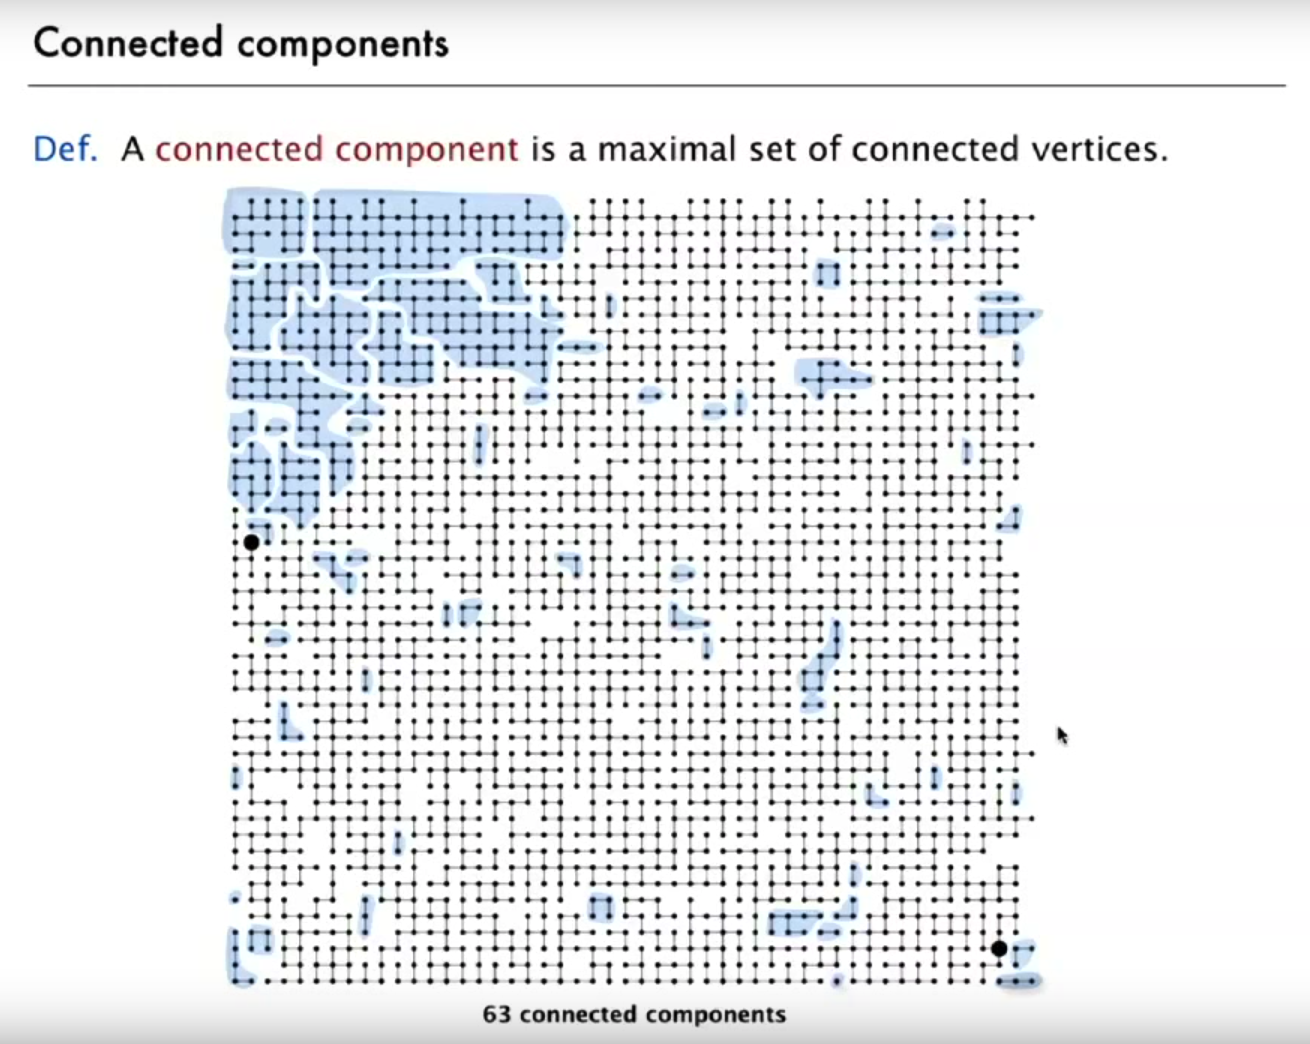 Connected components
Def. A connected component is a maximal set of connected vertices.
63 connected components